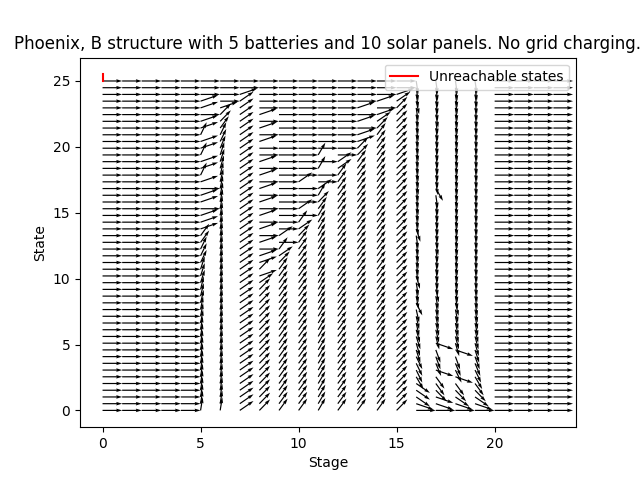 Phoenix, B structure with 5 batteries and 10 solar panels. No grid charging.
Unreachable states
25
20
15
10
5
0
State
0 5 10 15 20
Stage